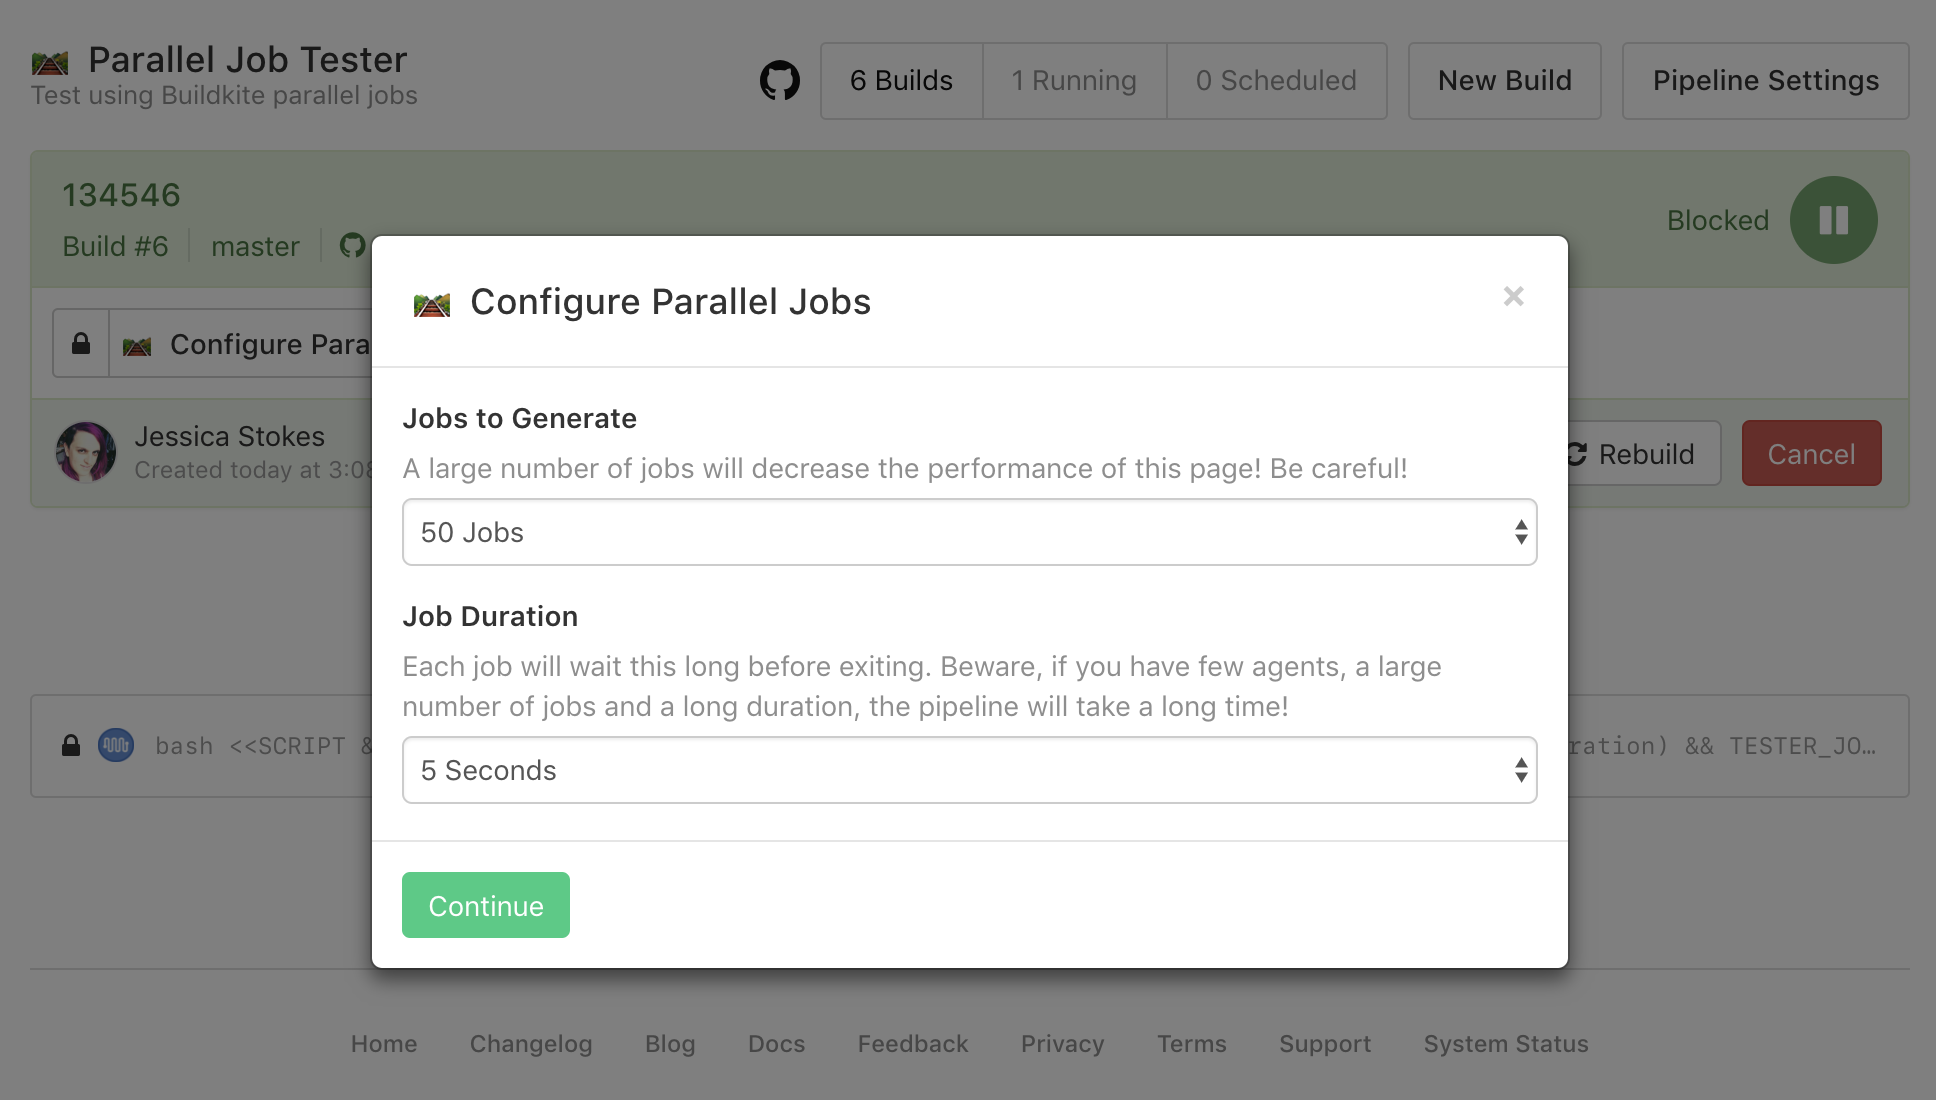 Parallel Job Tester
Test using Buildkite parallel jobs
6 Builds
1 Running
0 Scheduled
New Build
Pipeline Settings
134546
Build #6
master
Blocked
Configure Para
Jessica Stokes
Created today at 3:08
Rebuild
Cancel
Configure Parallel Jobs
×
Jobs to Generate
A large number of jobs will decrease the performance of this page! Be careful!
50 Jobs
Job Duration
Each job will wait this long before exiting. Beware, if you have few agents, a large
number of jobs and a long duration, the pipeline will take a long time!
5 Seconds
Continue
bash <<SCRIPT &
ration) && TESTER_JO…
Home
Changelog
Blog
Docs
Feedback
Privacy
Terms
Support
System Status